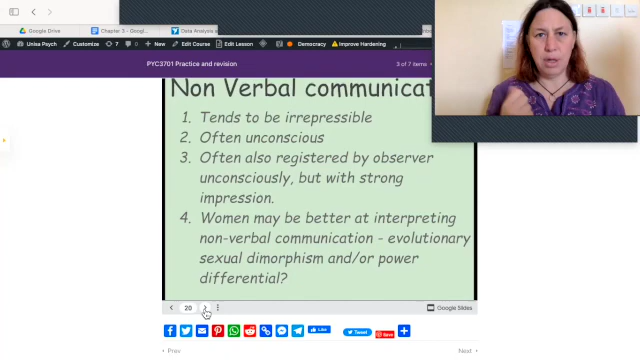 Google Drive
Chapter 3 - Googl
Data Analysis a
Unisa Psych Customize 7 Edit Course Edit Lesson Democracy Improve Hardening
PYC3701 Practice and revision
3 of 7 items
Non Verbal communicat
1. Tends to be irrepressible
2. Often unconscious
3. Often also registered by observer
unconsciously, but with strong
impression.
4. Women may be better at interpreting
non-verbal communication - evolutionary
sexual dimorphism and/or power
differential?
20
Google Slides
Like
Tweet
Save
‹ Prev
Next